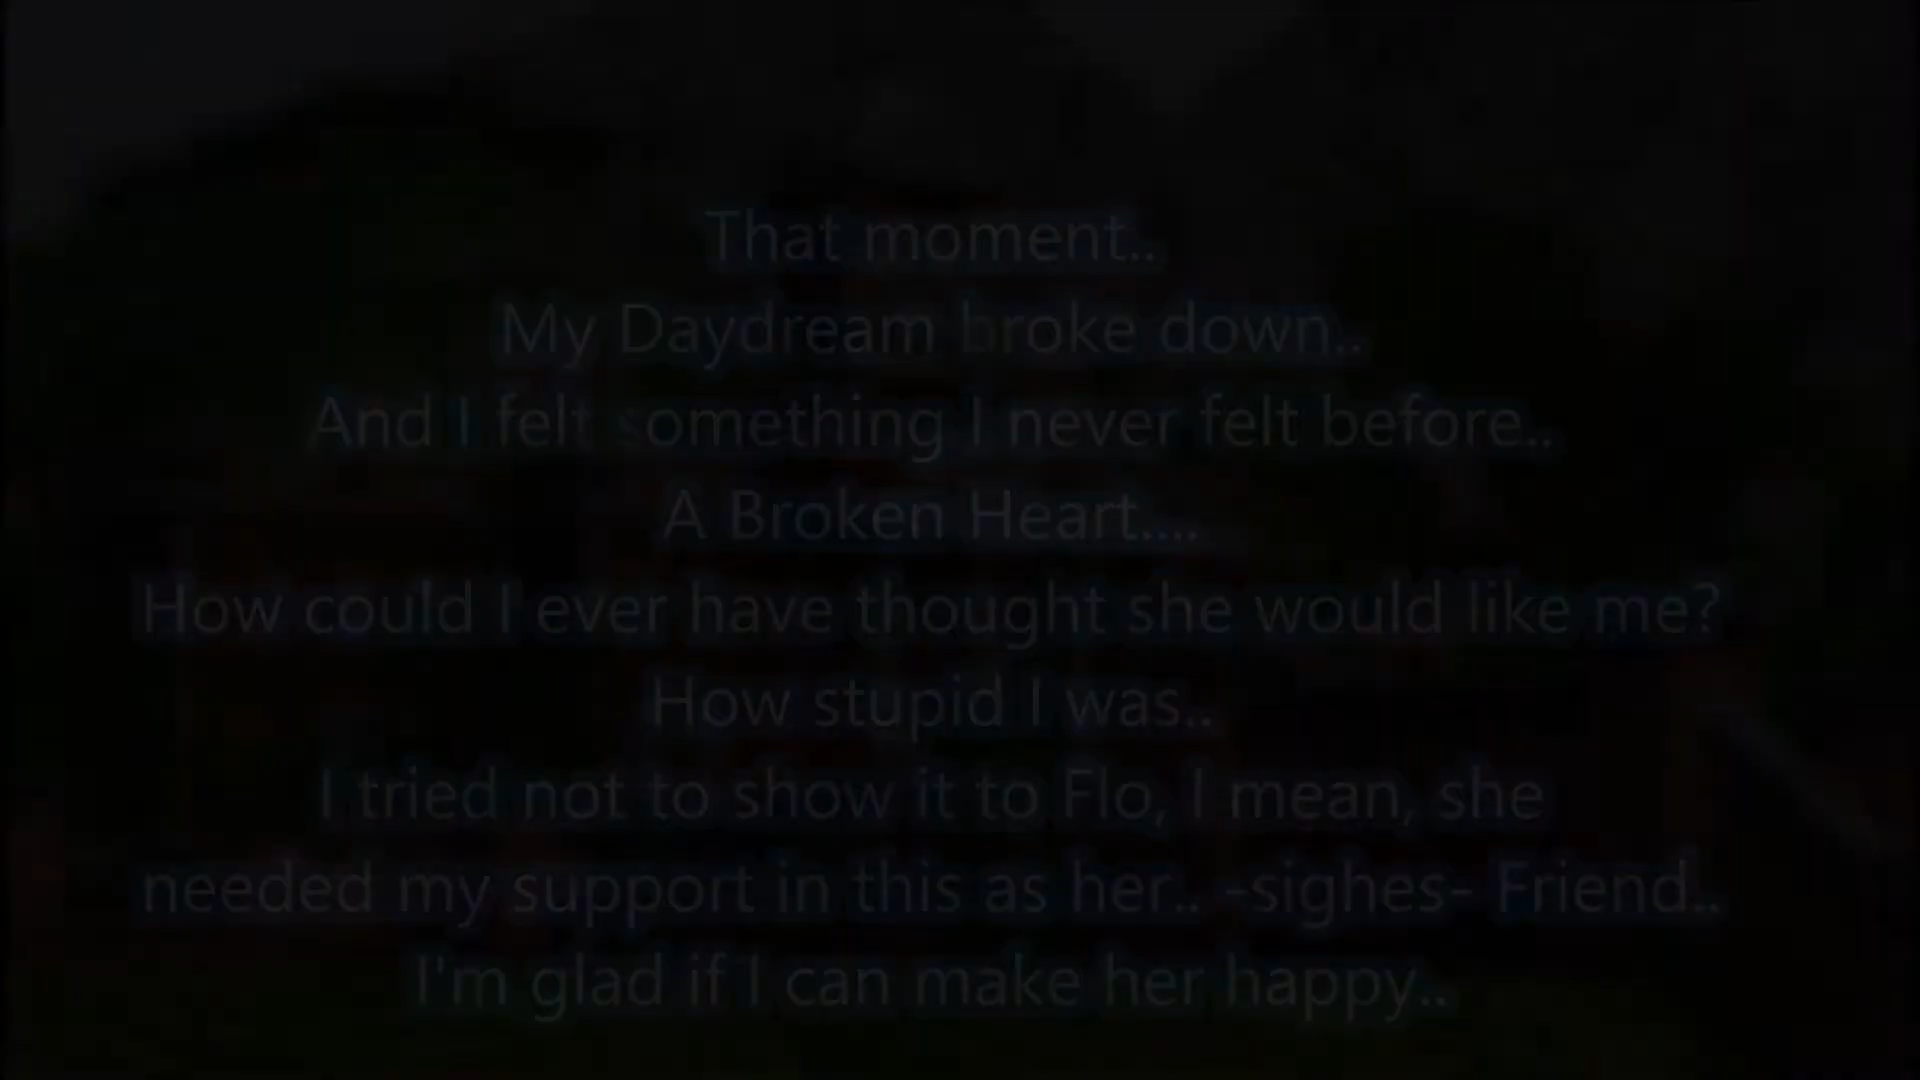 That moment..
My Daydream broke down..
And I felt something I never felt before..
A Broken Heart....
How could I ever have thought she would like me?
How stupid I was..
I tried not to show it to Flo, I mean, she
needed my support in this as her.. -sighes- Friend..
I'm glad if I can make her happy..